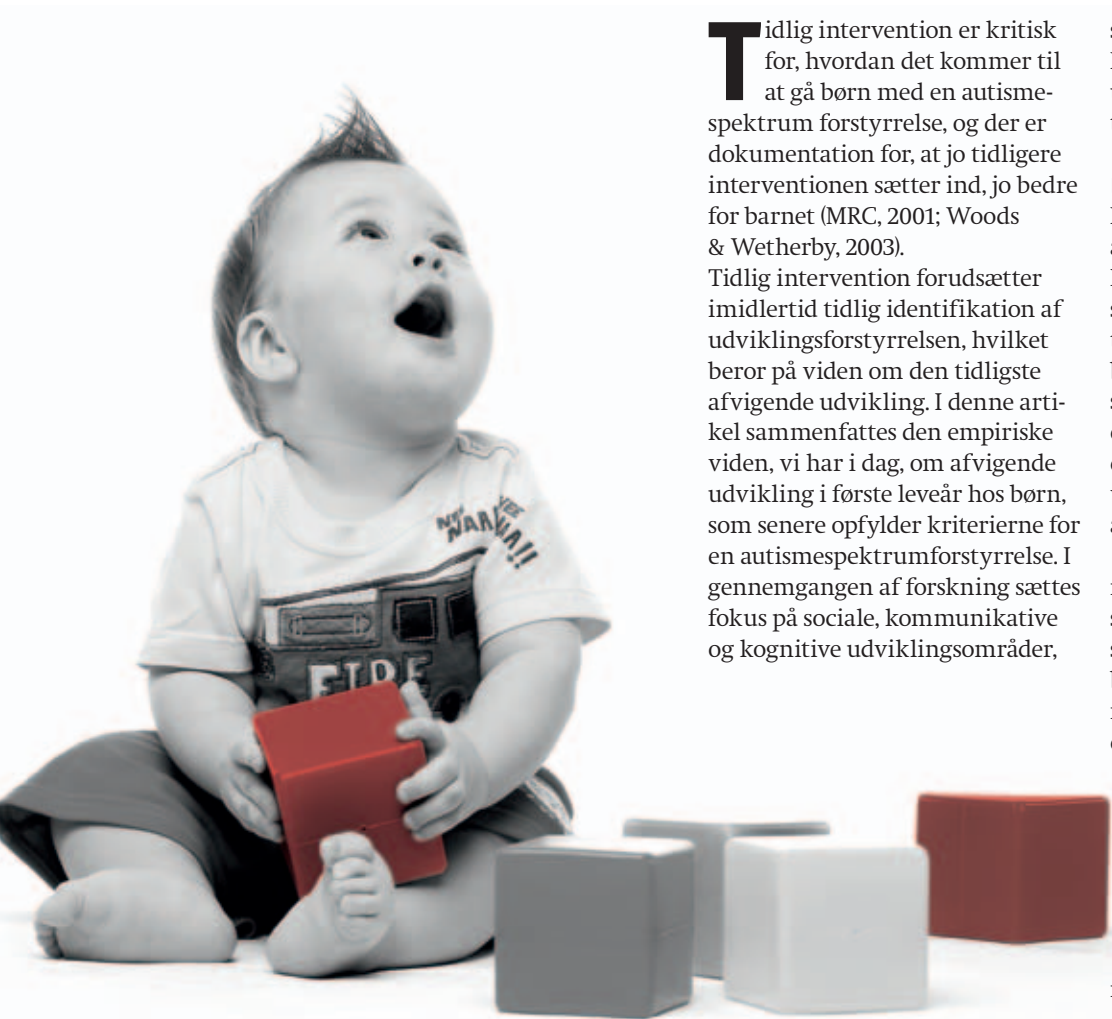 Tidlig intervention er kritisk
for, hvordan det kommer til
at gå børn med en autisme-
spektrum forstyrrelse, og der er
dokumentation for, at jo tidligere
interventionen sætter ind, jo bedre
for barnet (MRC, 2001; Woods
& Wetherby, 2003).
Tidlig intervention forudsætter
imidlertid tidlig identifikation af
udviklingsforstyrrelsen, hvilket
beror på viden om den tidligste
afvigende udvikling. I denne arti-
kel sammenfattes den empiriske
viden, vi har i dag, om afvigende
udvikling i første leveår hos børn,
som senere opfylder kriterierne for
en autismespektrumforstyrrelse. I
gennemgangen af forskning sættes
fokus på sociale, kommunikative
og kognitive udviklingsområder,
FIRE